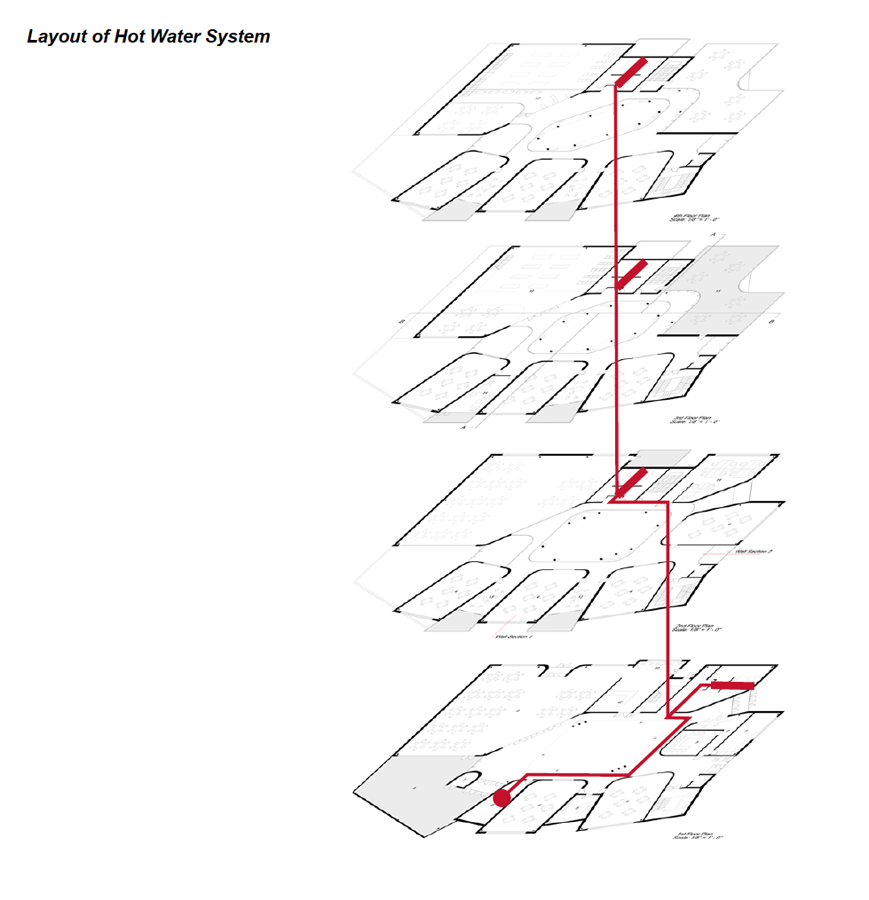 Layout of Hot Water System
4th Floor Plan
Scale: 1/8" = 1' - 0"
A
3rd Floor Plan
Scale: 1/8" = 1' - 0"
A
Wall Section 2
2nd Floor Plan
Scale: 1/8" = 1' - 0"
Wall Section 1
1st Floor Plan
Scale: 1/8" = 1' - 0"